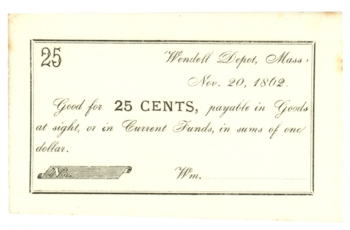 25
Wendell Depot, Mass.
Nov. 20, 1862.
Good for 25 CENTS, payable in Goods
at sight, or in Current Funds, in sums of one
dollar.
No.
Wm.